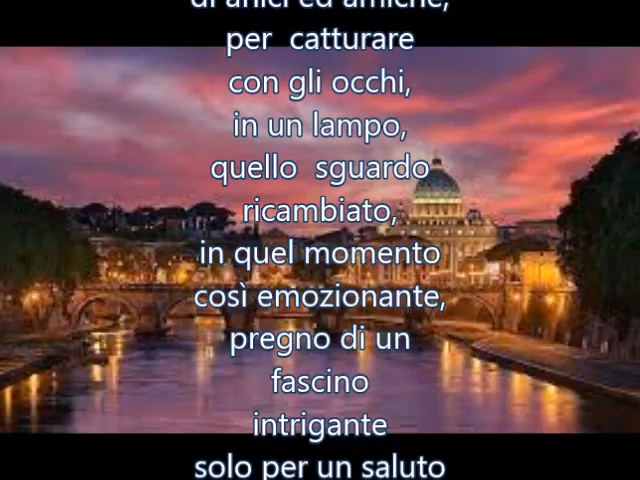 di amici ed amiche,
per catturare
con gli occhi,
in un lampo,
quello sguardo
ricambiato,
in quel momento
così emozionante,
pregno di un
fascino
intrigante
solo per un saluto